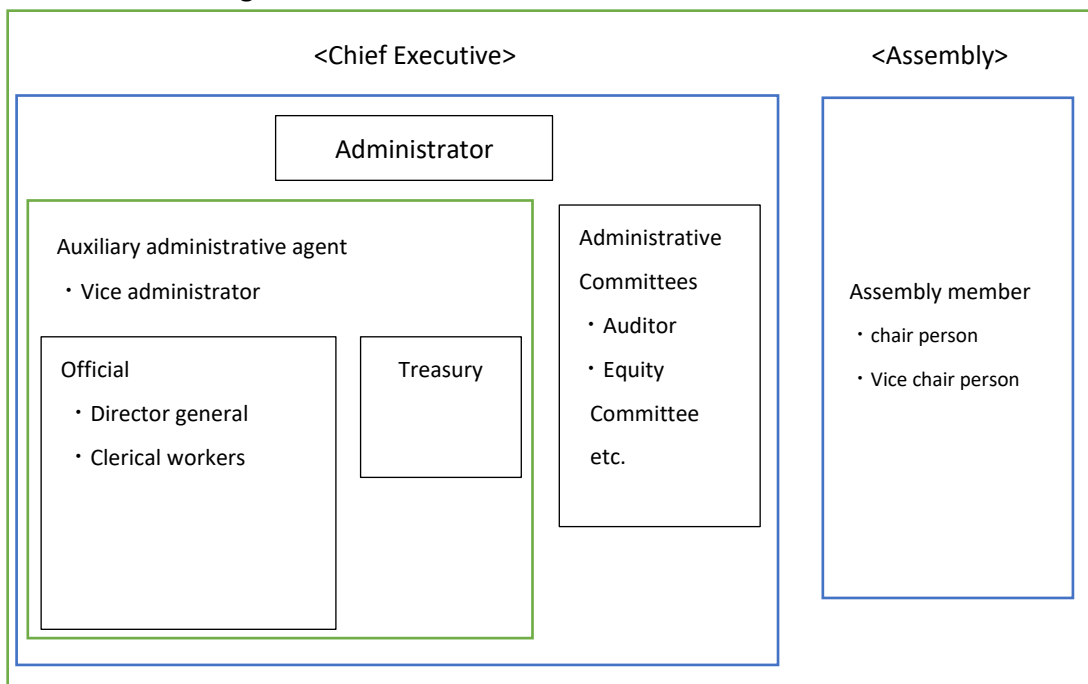 <Chief Executive>
<Assembly>
Administrator
Auxiliary administrative agent
・Vice administrator
Official
・Director general
・Clerical workers
Treasury
Administrative
Committees
・Auditor
・Equity
Committee
etc.
Assembly member
・chair person
・Vice chair person